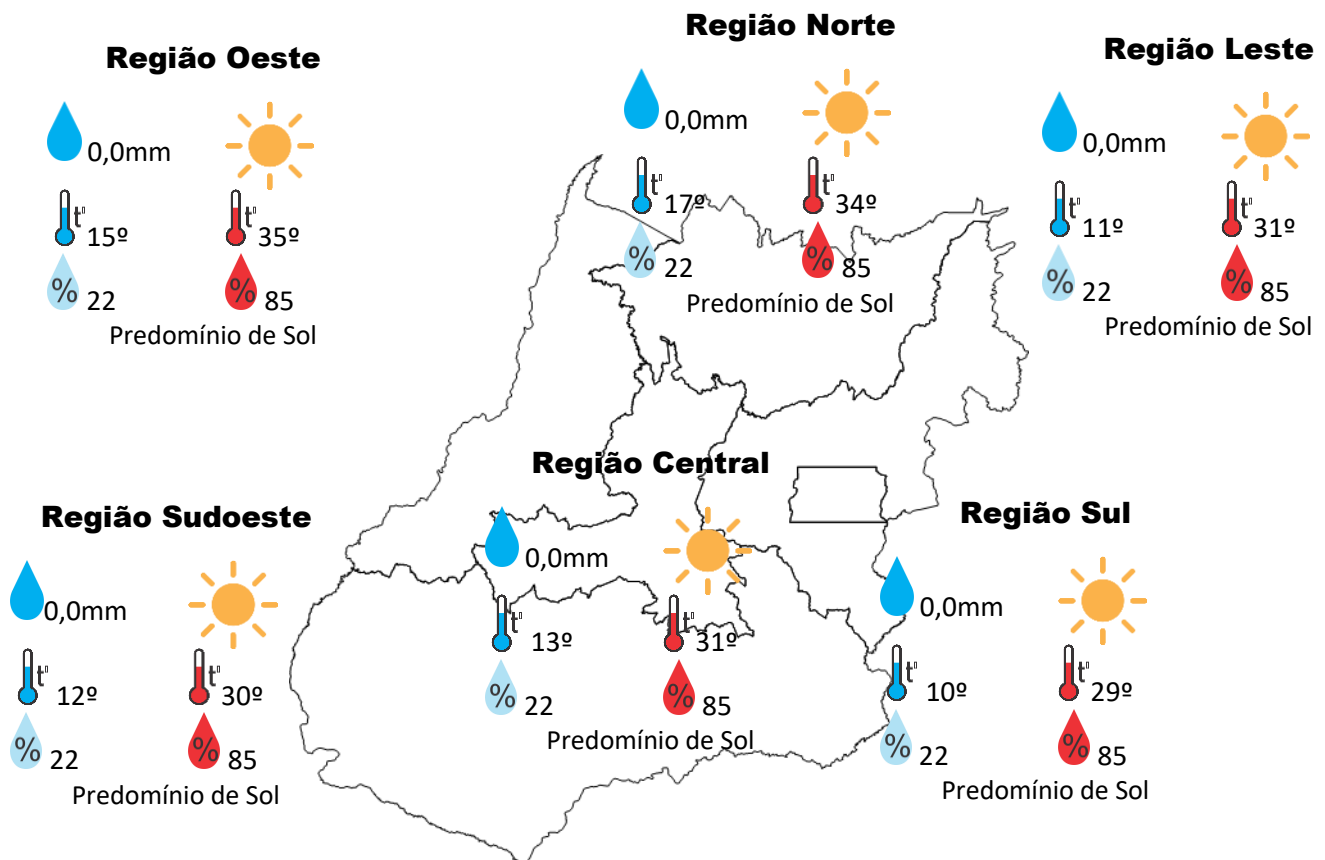 Região Oeste
0,0mm
t° 15º
t° 35º
% 22
% 85
Predomínio de Sol
Região Norte
0,0mm
t° 17º
t° 34º
% 22
% 85
Predomínio de Sol
Região Leste
0,0mm
t° 11º
t° 31º
% 22
% 85
Predomínio de Sol
Região Sudoeste
0,0mm
t° 12º
t° 30º
% 22
% 85
Predomínio de Sol
Região Central
0,0mm
t° 13º
t° 31º
% 22
% 85
Predomínio de Sol
Região Sul
0,0mm
t° 10º
t° 29º
% 22
% 85
Predomínio de Sol